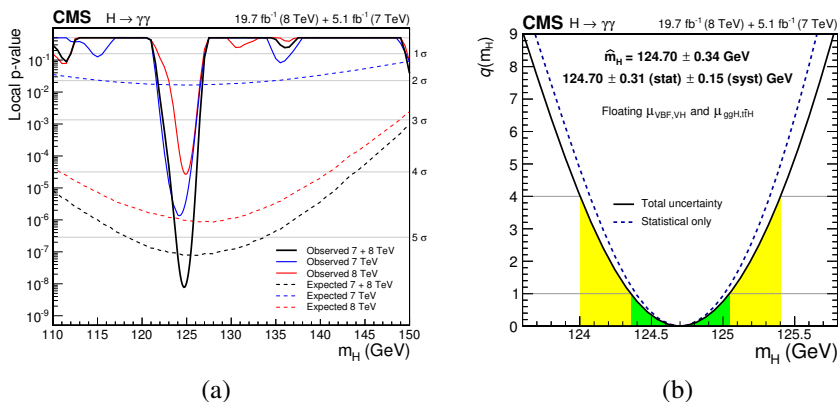 CMS H → γγ 19.7 fb⁻¹ (8 TeV) + 5.1 fb⁻¹ (7 TeV)
Local p-value
10⁻¹
10⁻²
10⁻³
10⁻⁴
10⁻⁵
10⁻⁶
10⁻⁷
10⁻⁸
10⁻⁹
1 σ
2 σ
3 σ
4 σ
5 σ
Observed 7 + 8 TeV
Observed 7 TeV
Observed 8 TeV
Expected 7 + 8 TeV
Expected 7 TeV
Expected 8 TeV
110 115 120 125 130 135 140 145 150
m_H (GeV)
(a)
CMS H → γγ 19.7 fb⁻¹ (8 TeV) + 5.1 fb⁻¹ (7 TeV)
q(m_H)
9
8
7
6
5
4
3
2
1
0
m̂_H = 124.70 ± 0.34 GeV
124.70 ± 0.31 (stat) ± 0.15 (syst) GeV
Floating μ_VBF,VH and μ_ggH,tt̄H
Total uncertainty
Statistical only
124 124.5 125 125.5
m_H (GeV)
(b)